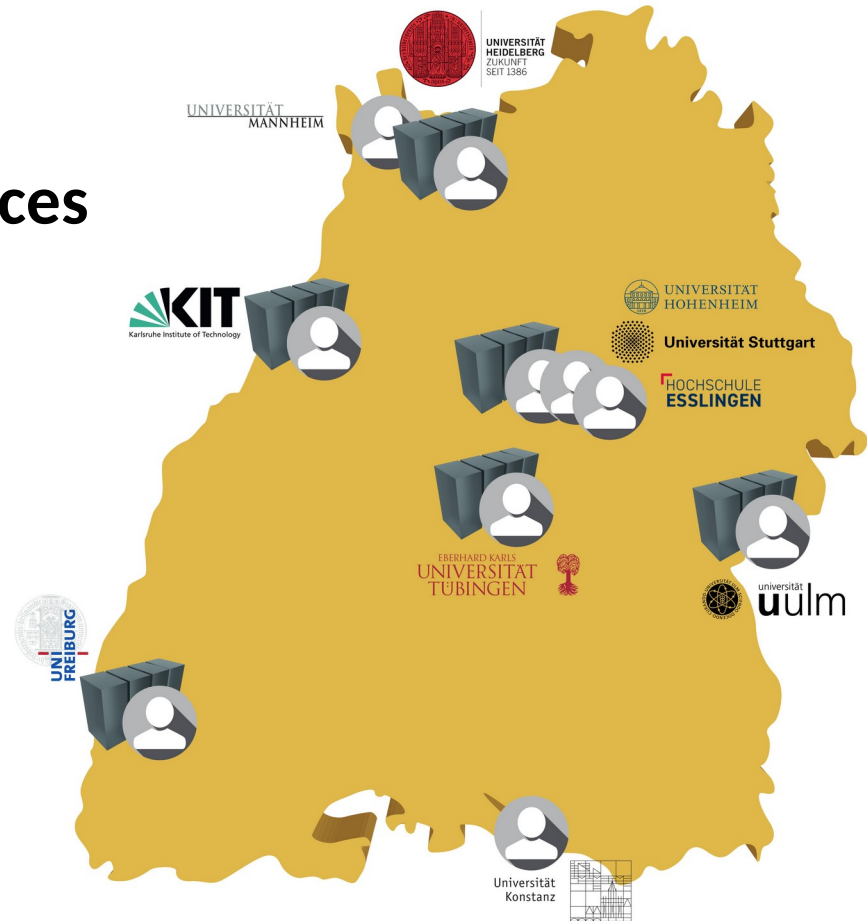 UNIVERSITÄT
HEIDELBERG
ZUKUNFT
SEIT 1386
UNIVERSITÄT
MANNHEIM
ces
KIT
Karlsruhe Institute of Technology
UNIVERSITÄT
HOHENHEIM
Universität Stuttgart
HOCHSCHULE
ESSLINGEN
EBERHARD KARLS
UNIVERSITÄT
TÜBINGEN
universität
uulm
UNI
FREIBURG
Universität
Konstanz